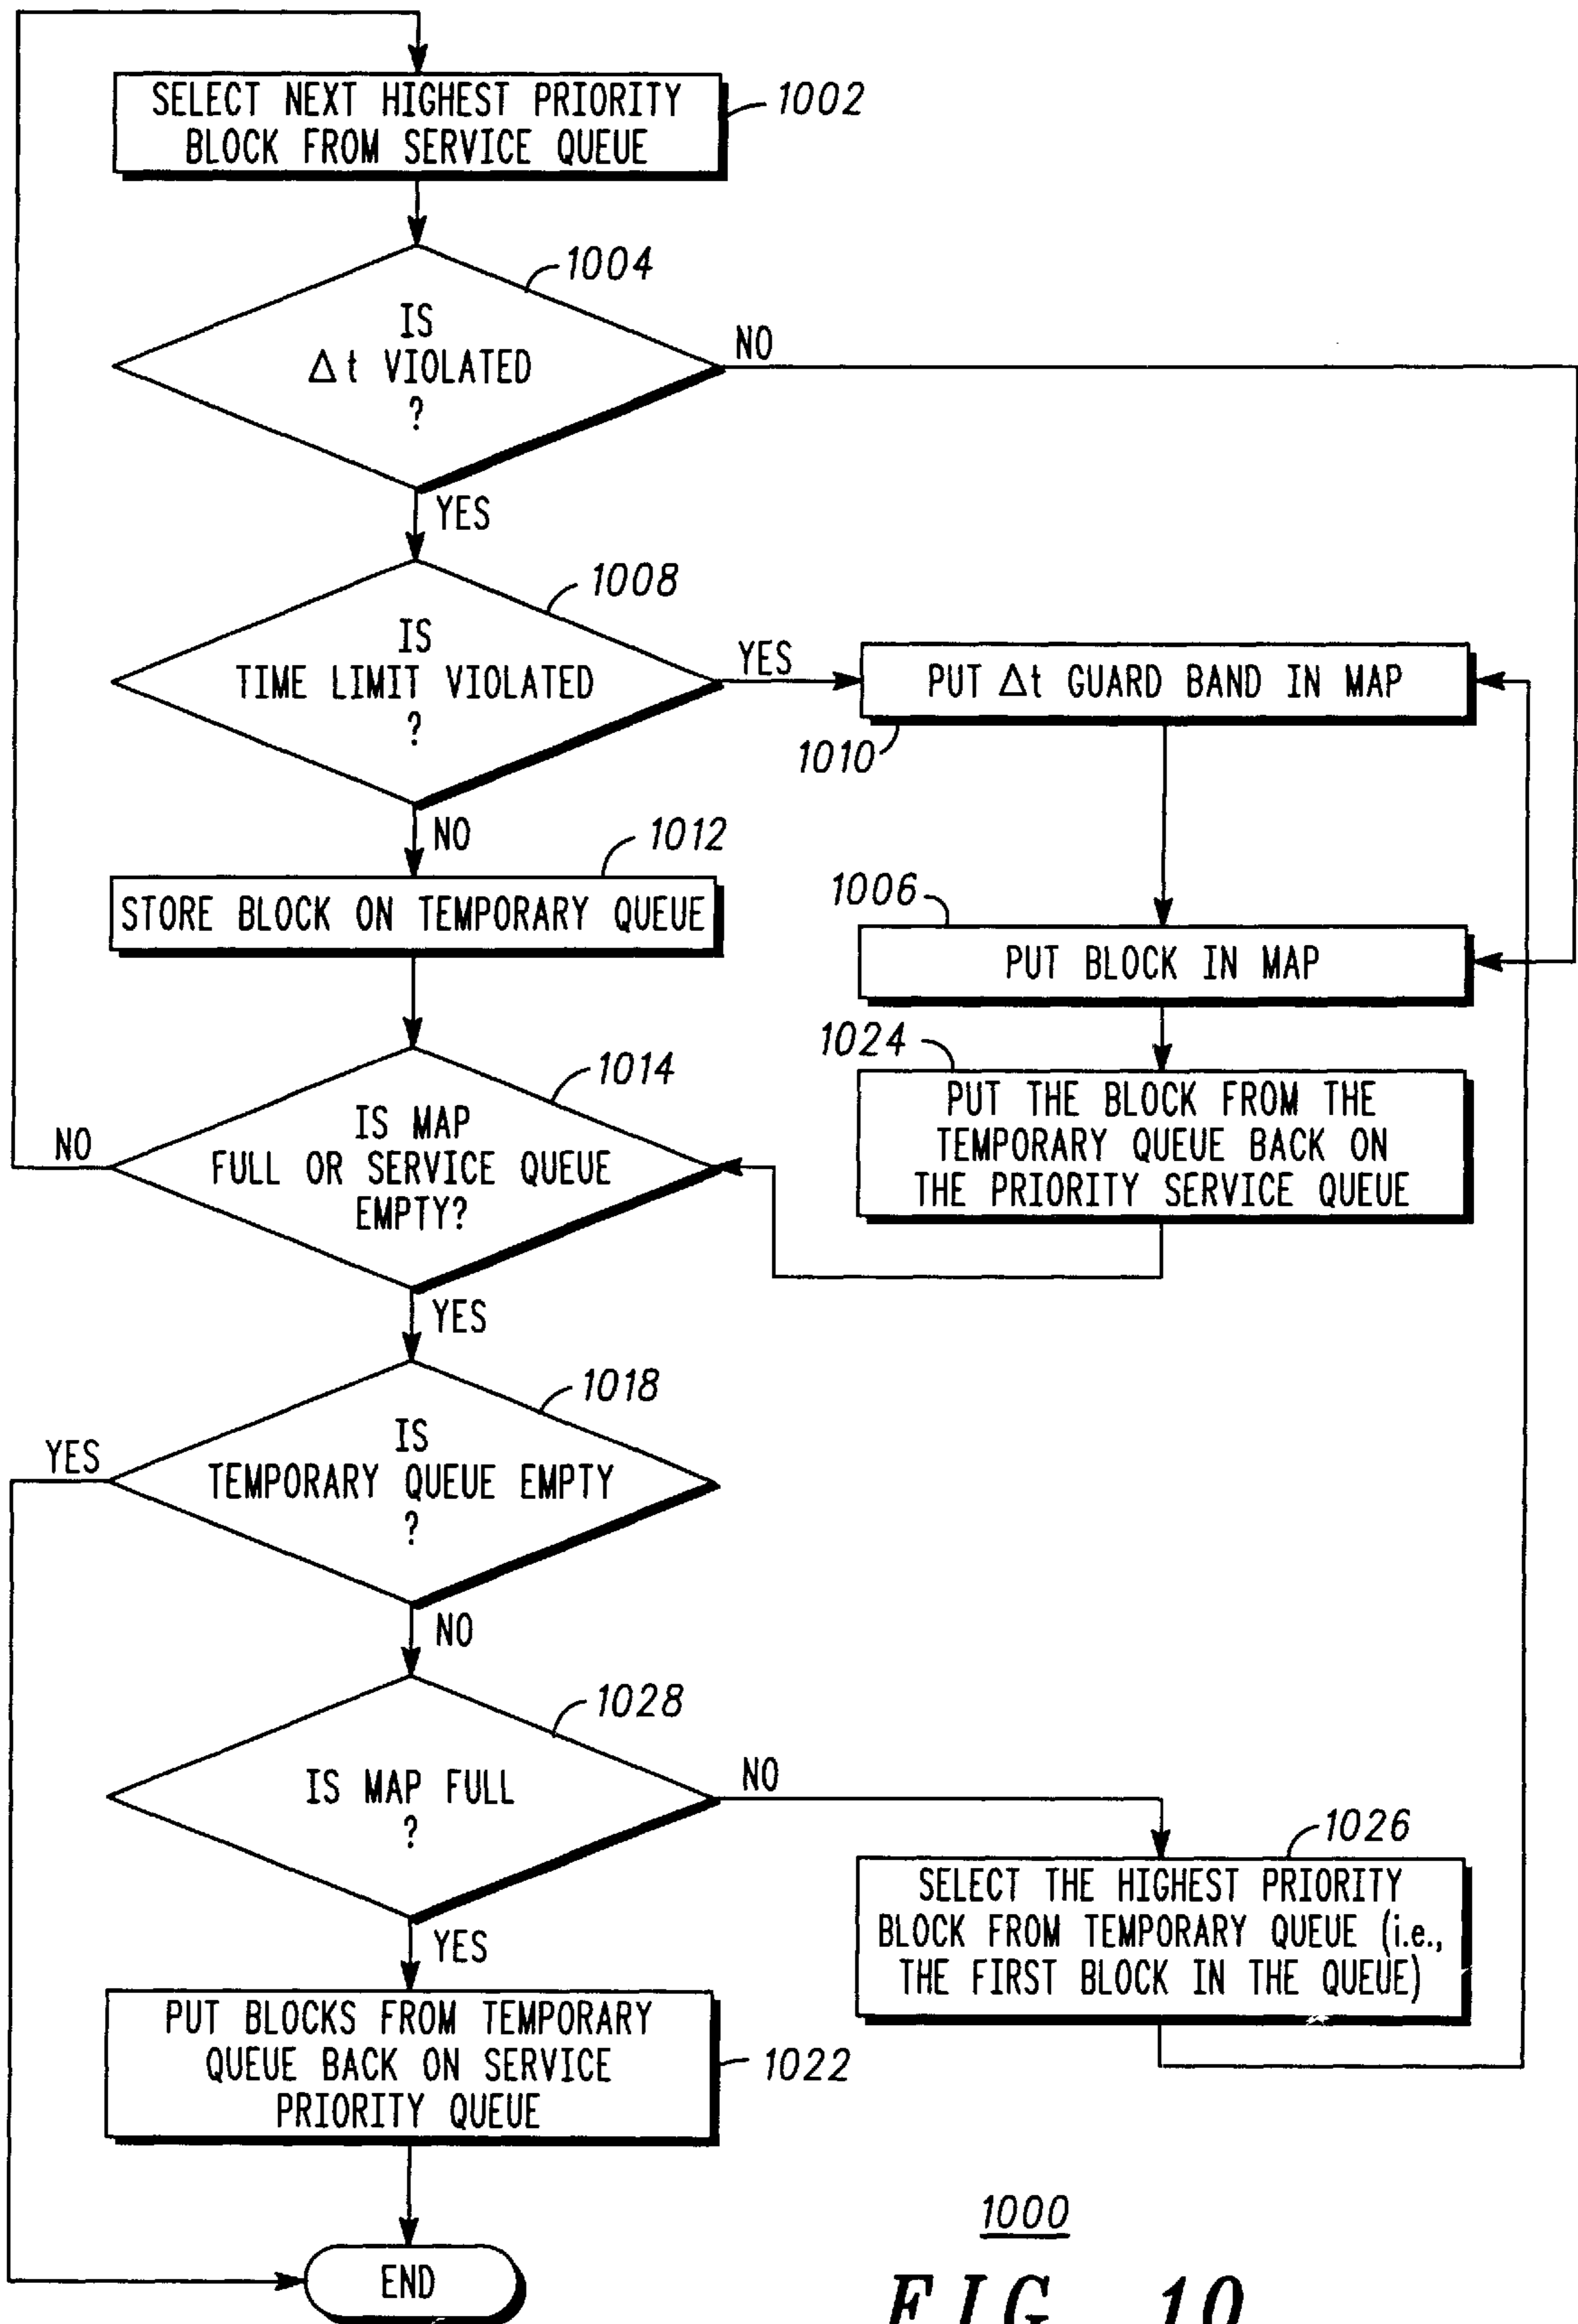 SELECT NEXT HIGHEST PRIORITY
BLOCK FROM SERVICE QUEUE
1002
1004
IS
Δt VIOLATED
?
NO
YES
1008
IS
TIME LIMIT VIOLATED
?
YES
PUT Δt GUARD BAND IN MAP
1010
NO
1012
STORE BLOCK ON TEMPORARY QUEUE
1006
PUT BLOCK IN MAP
1024
PUT THE BLOCK FROM THE
TEMPORARY QUEUE BACK ON
THE PRIORITY SERVICE QUEUE
1014
IS MAP
FULL OR SERVICE QUEUE
EMPTY?
NO
YES
1018
IS
TEMPORARY QUEUE EMPTY
?
YES
NO
1028
IS MAP FULL
?
NO
1026
SELECT THE HIGHEST PRIORITY
BLOCK FROM TEMPORARY QUEUE (i.e.,
THE FIRST BLOCK IN THE QUEUE)
YES
PUT BLOCKS FROM TEMPORARY
QUEUE BACK ON SERVICE
PRIORITY QUEUE
1022
END
1000
FIG. 10